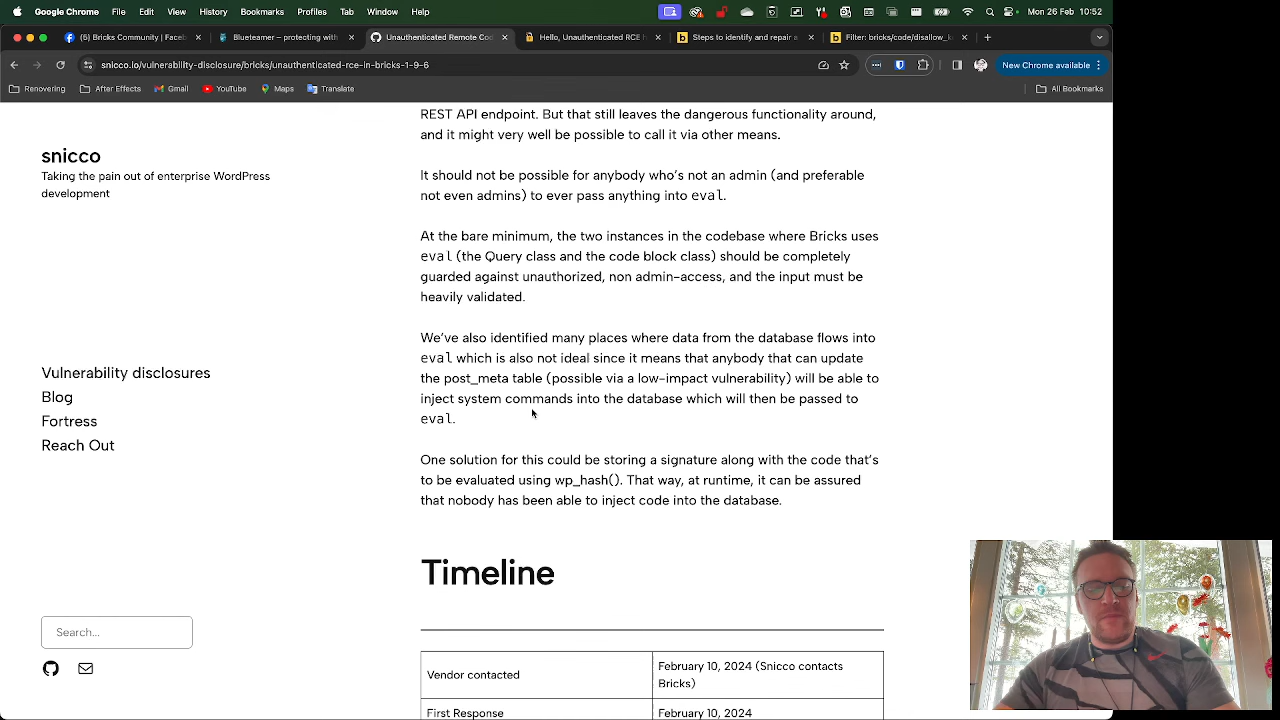 Google Chrome File Edit View History Bookmarks Profiles Tab Window Help Mon 26 Feb 10:52
(3) Bricks Community | Faceb Blueteamer – protecting with Unauthenticated Remote Cod Hello, Unauthenticated RCE I Steps to identify and repair a Filter: bricks/code/disallow_k
snicco.io/vulnerability-disclosure/bricks/unauthenticated-rce-in-bricks-1-9-6 New Chrome available
Renovering After Effects Gmail YouTube Maps Translate All Bookmarks
snicco
Taking the pain out of enterprise WordPress
development
Vulnerability disclosures
Blog
Fortress
Reach Out
Search...
REST API endpoint. But that still leaves the dangerous functionality around,
and it might very well be possible to call it via other means.
It should not be possible for anybody who's not an admin (and preferable
not even admins) to ever pass anything into eval.
At the bare minimum, the two instances in the codebase where Bricks uses
eval (the Query class and the code block class) should be completely
guarded against unauthorized, non admin-access, and the input must be
heavily validated.
We've also identified many places where data from the database flows into
eval which is also not ideal since it means that anybody that can update
the post_meta table (possible via a low-impact vulnerability) will be able to
inject system commands into the database which will then be passed to
eval.
One solution for this could be storing a signature along with the code that's
to be evaluated using wp_hash(). That way, at runtime, it can be assured
that nobody has been able to inject code into the database.
Timeline
Vendor contacted February 10, 2024 (Snicco contacts
Bricks)
First Response February 10, 2024